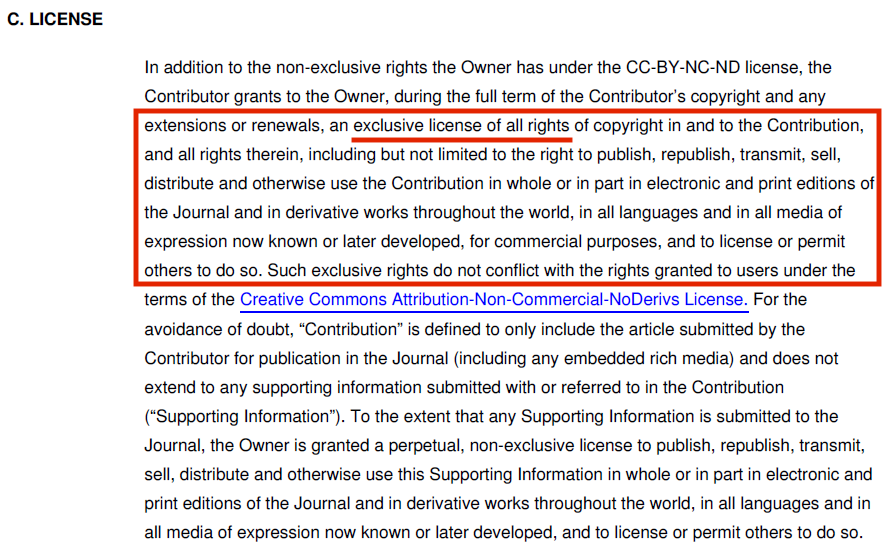 C. LICENSE
In addition to the non-exclusive rights the Owner has under the CC-BY-NC-ND license, the
Contributor grants to the Owner, during the full term of the Contributor's copyright and any
extensions or renewals, an exclusive license of all rights of copyright in and to the Contribution,
and all rights therein, including but not limited to the right to publish, republish, transmit, sell,
distribute and otherwise use the Contribution in whole or in part in electronic and print editions of
the Journal and in derivative works throughout the world, in all languages and in all media of
expression now known or later developed, for commercial purposes, and to license or permit
others to do so. Such exclusive rights do not conflict with the rights granted to users under the
terms of the Creative Commons Attribution-Non-Commercial-NoDerivs License. For the
avoidance of doubt, “Contribution” is defined to only include the article submitted by the
Contributor for publication in the Journal (including any embedded rich media) and does not
extend to any supporting information submitted with or referred to in the Contribution
(“Supporting Information”). To the extent that any Supporting Information is submitted to the
Journal, the Owner is granted a perpetual, non-exclusive license to publish, republish, transmit,
sell, distribute and otherwise use this Supporting Information in whole or in part in electronic and
print editions of the Journal and in derivative works throughout the world, in all languages and in
all media of expression now known or later developed, and to license or permit others to do so.